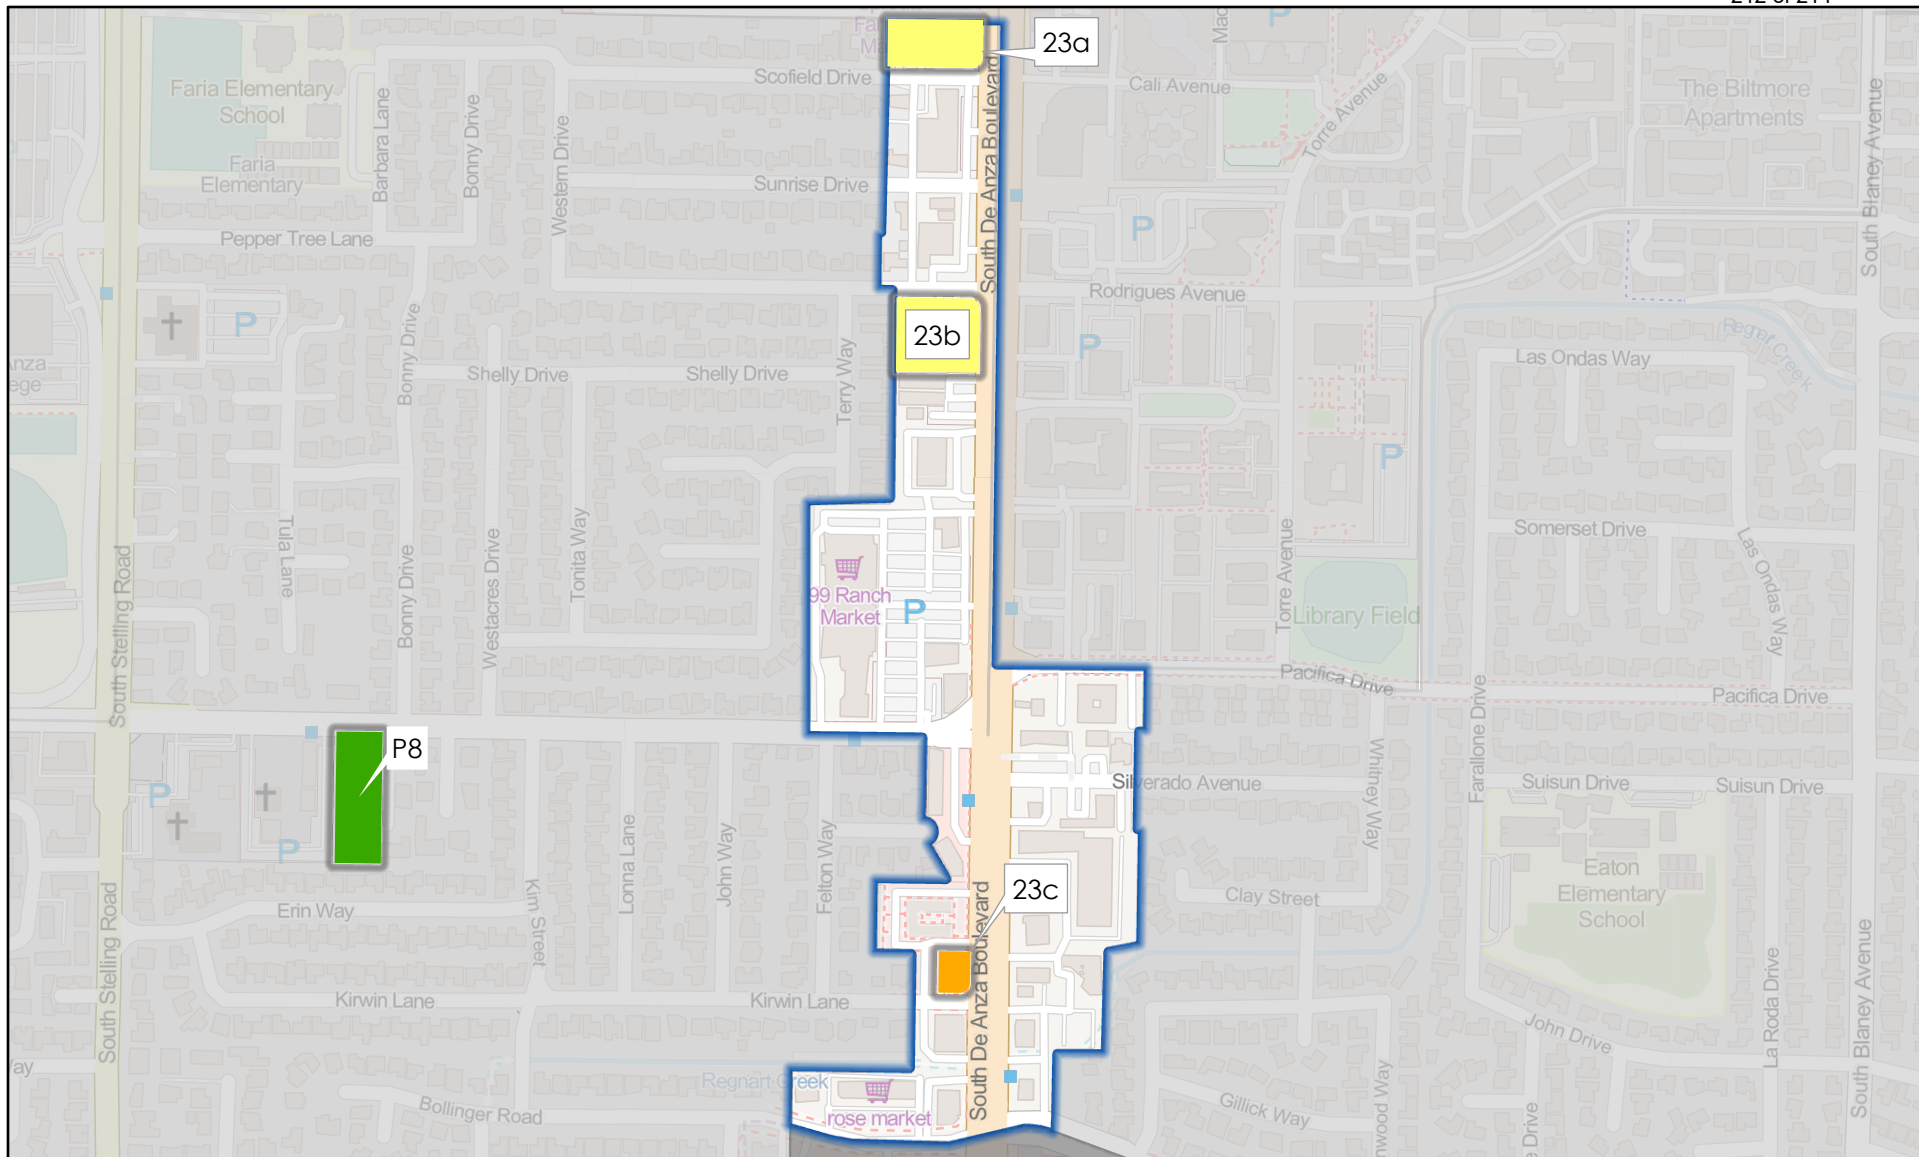 23a
Scofield Drive
Cali Avenue
Torre Avenue
The Biltmore
Apartments
South Blaney Avenue
Faria Elementary
School
Barbara Lane
Bonny Drive
Western Drive
South De Anza Boulevard
Faria
Elementary
Sunrise Drive
P
P
Pepper Tree Lane
Rodrigues Avenue
P
23b
P
Regnart Creek
Bonny Drive
Shelly Drive
Shelly Drive
Terry Way
Las Ondas Way
P
Tula Lane
Bonny Drive
Westacres Drive
Tonita Way
99 Ranch
Market
P
Torre Avenue
Somerset Drive
Las Ondas Way
Library Field
South Stelling Road
Pacifica Drive
Pacifica Drive
P8
Farallone Drive
Whitney Way
Silverado Avenue
Suisun Drive
Suisun Drive
P
P
Lonna Lane
John Way
Felton Way
23c
Clay Street
Eaton
Elementary
School
Erin Way
Kim Street
South De Anza Boulevard
South Stelling Road
Kirwin Lane
Kirwin Lane
John Drive
La Roda Drive
South Blaney Avenue
Regnart Creek
rose market
Bollinger Road
Gillick Way
nwood Way
e Drive